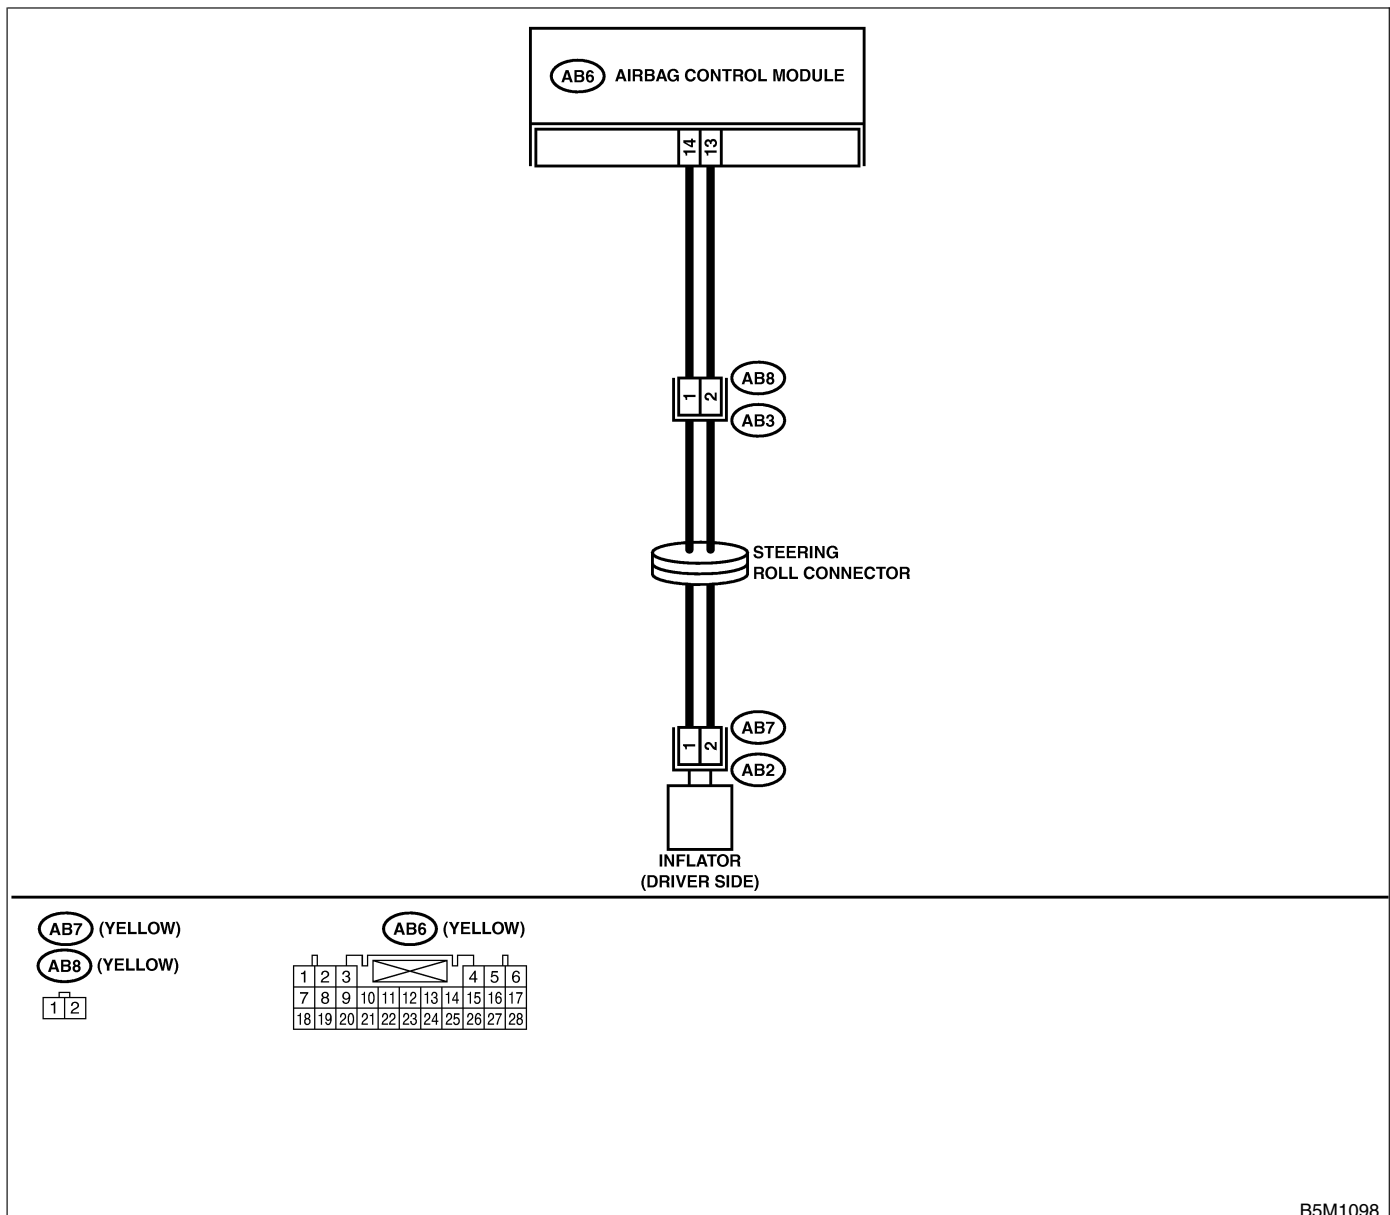 AB6 AIRBAG CONTROL MODULE
14 13
AB8
1 2
AB3
STEERING
ROLL CONNECTOR
AB7
1 2
AB2
INFLATOR
(DRIVER SIDE)
AB7 (YELLOW)
AB8 (YELLOW)
1 2
AB6 (YELLOW)
1 2 3 4 5 6
7 8 9 10 11 12 13 14 15 16 17
18 19 20 21 22 23 24 25 26 27 28
B5M1098